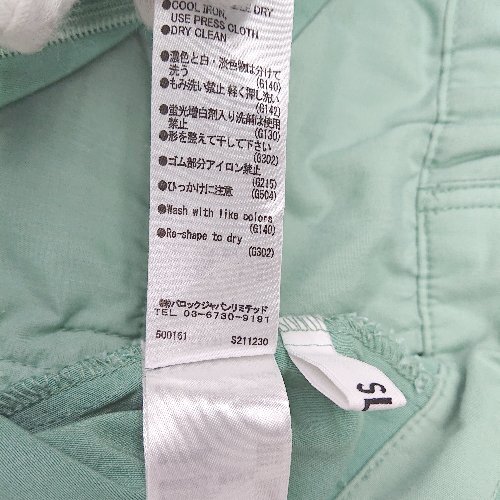 ●COOL IRON,
DRY
USE PRESS CLOTH
●DRY CLEAN
●濃色と白・淡色物は分けて
洗う
(G140)
●もみ洗い禁止 軽く押し洗い
(G142)
●蛍光増白剤入り洗剤は使用
禁止
(G130)
●形を整えて干して下さい
(G302)
●ゴム部分アイロン禁止
(G215)
●ひっかけに注意
(G504)
●Wash with like colors
(G140)
●Re-shape to dry
(G302)
㈱バロックジャパンリミテッド
TEL 03-6730-9191
500161 S211230
SL